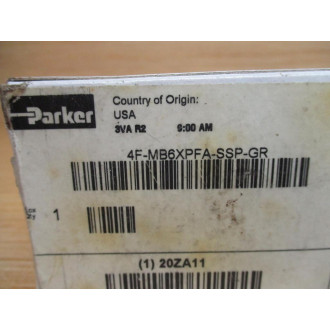 Parker
Country of Origin:
USA
3VA R2 9:00 AM
4F-MB6XPFA-SSP-GR
1
(1) 20ZA11